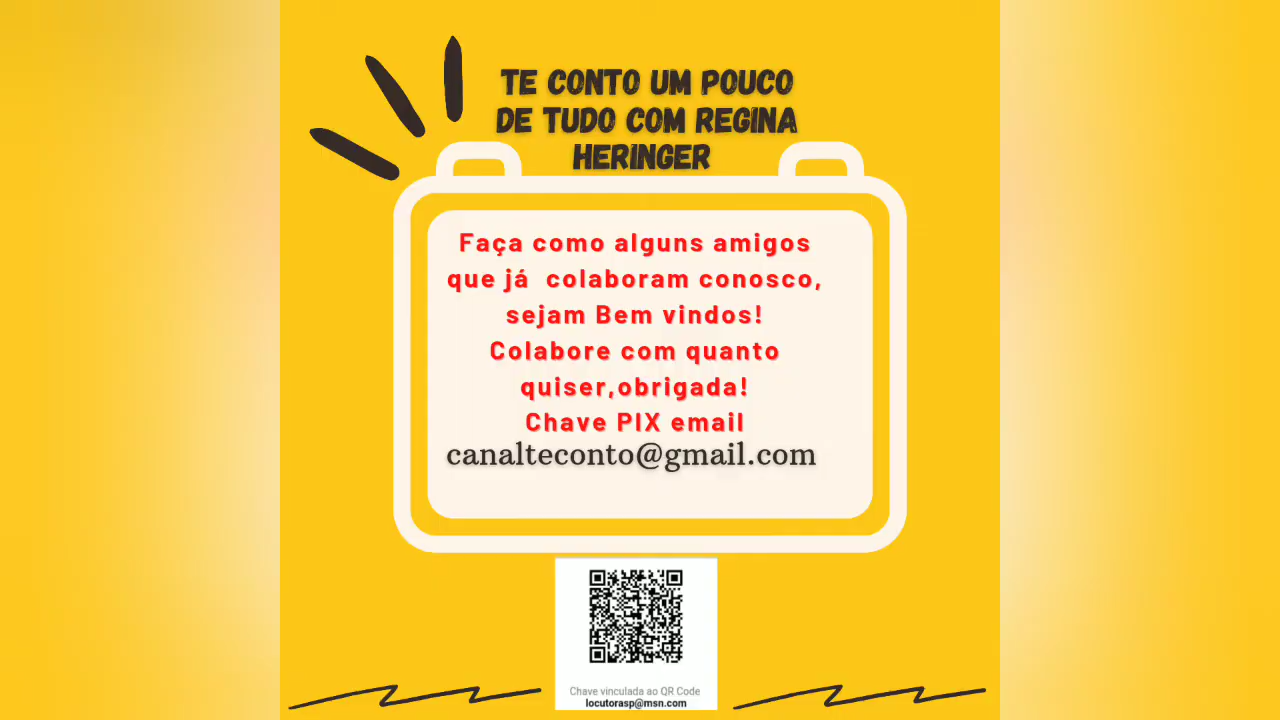 TE CONTO UM POUCO
DE TUDO COM REGINA
HERINGER
Faça como alguns amigos
que já colaboram conosco,
sejam Bem vindos!
Colabore com quanto
quiser,obrigada!
Chave PIX email
canalteconto@gmail.com
Chave vinculada ao QR Code
locutorasp@msn.com